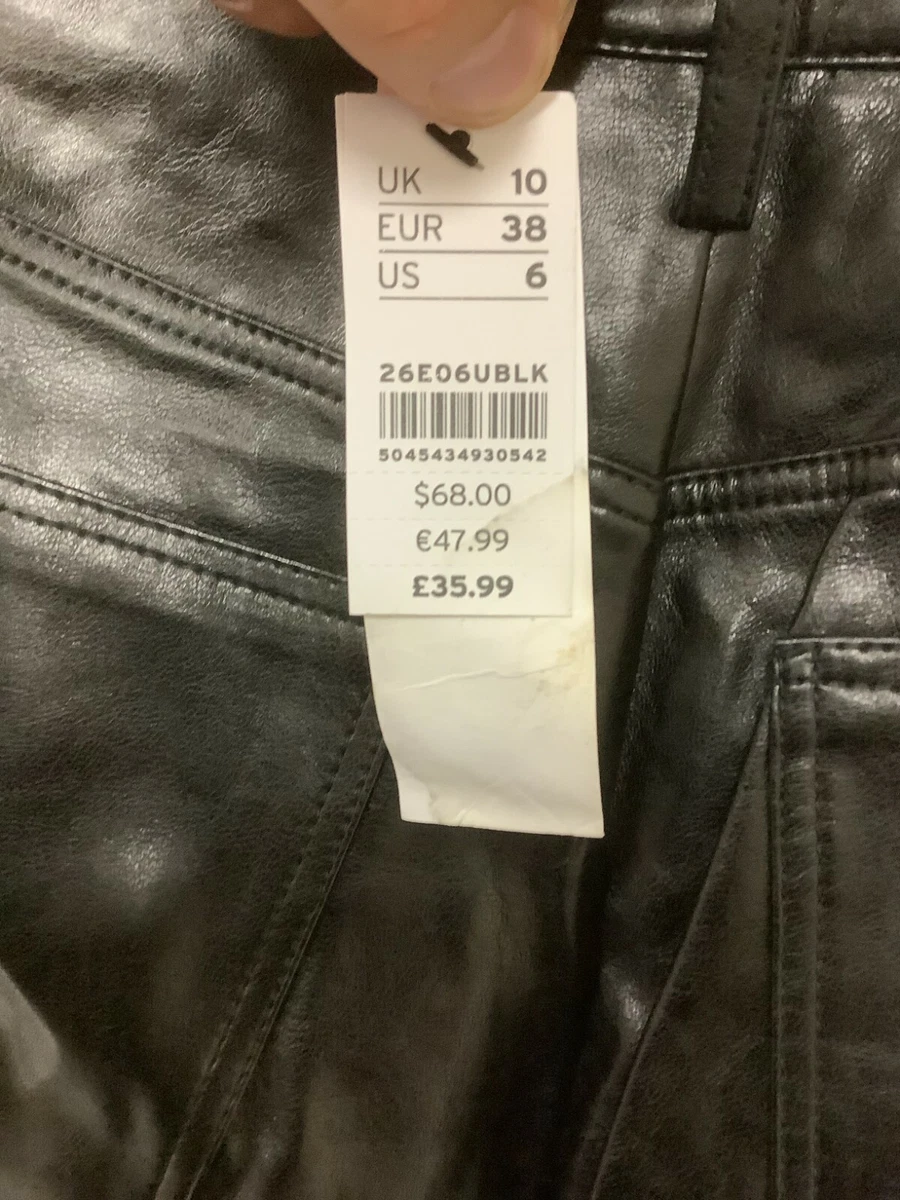 UK 10
EUR 38
US 6
26E06UBLK
5045434930542
$68.00
€47.99
£35.99